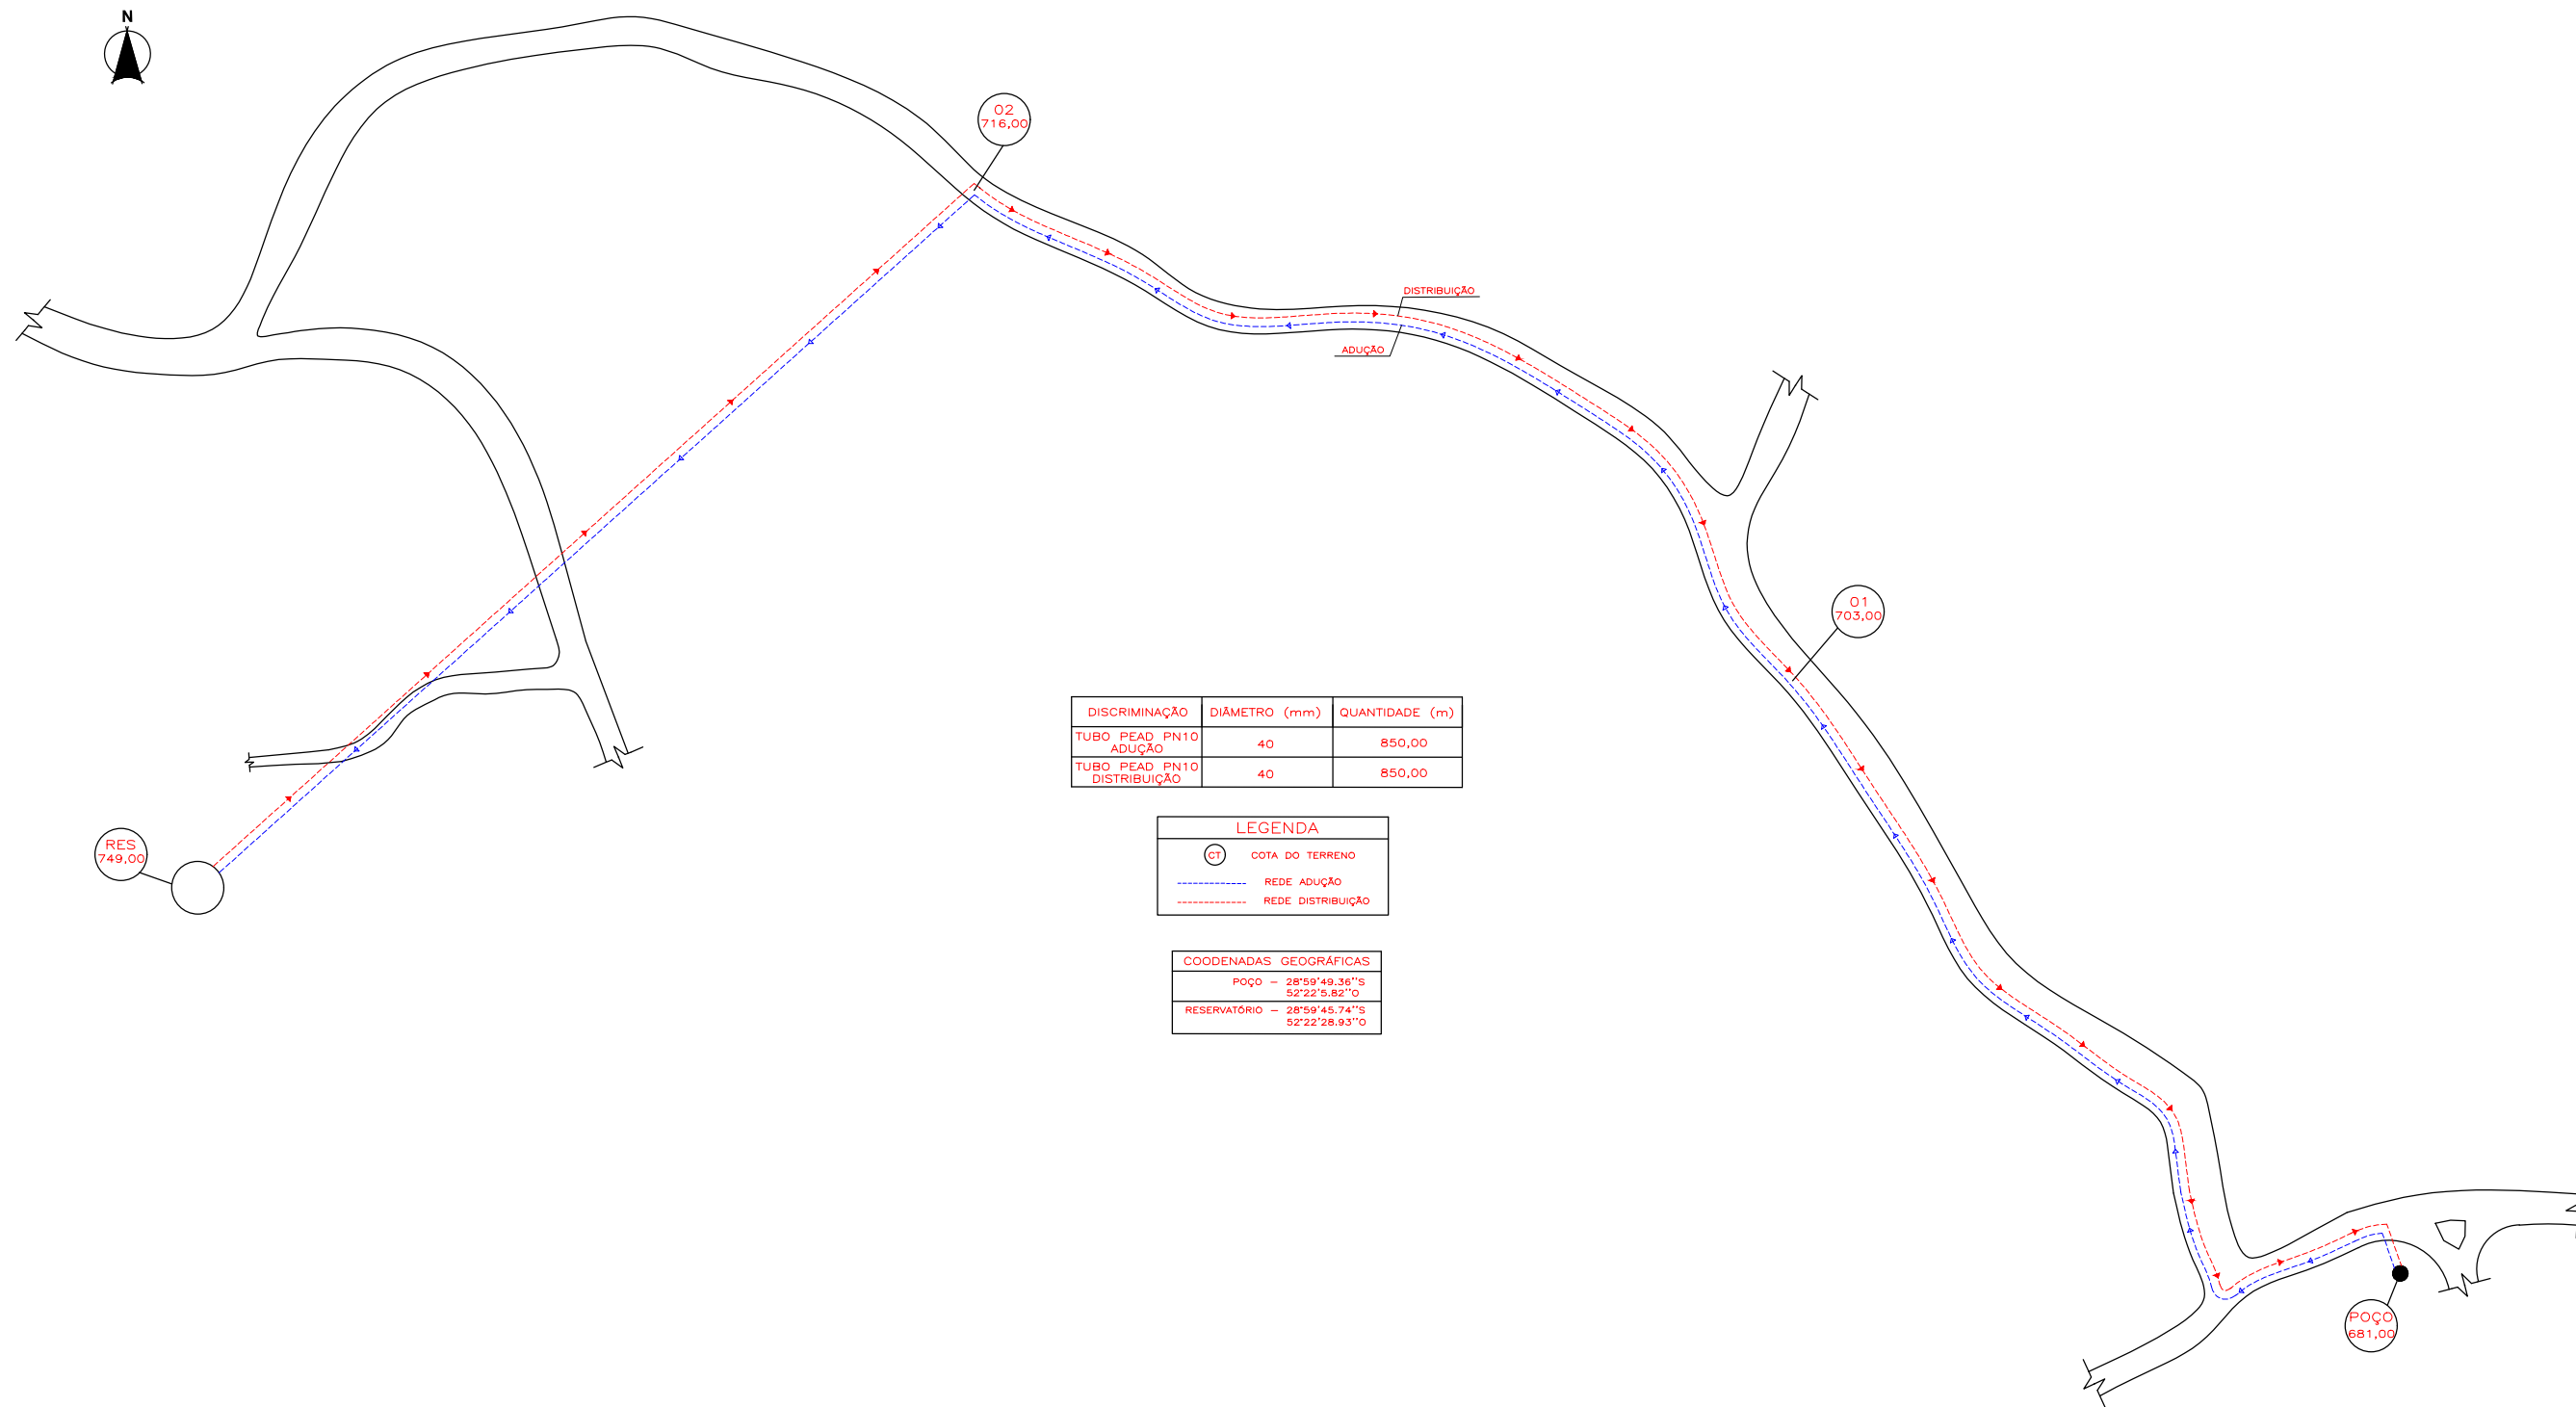 N
02
716,00
DISTRIBUIÇÃO
ADUÇÃO
01
703,00
DISCRIMINAÇÃO DIÂMETRO (mm) QUANTIDADE (m)
TUBO PEAD PN10
ADUÇÃO
40 850,00
TUBO PEAD PN10
DISTRIBUIÇÃO
40 850,00
LEGENDA
CT COTA DO TERRENO
REDE ADUÇÃO
REDE DISTRIBUIÇÃO
RES
749,00
COODENADAS GEOGRÁFICAS
POÇO - 28°59'49.36''S
52°22'5.82''O
RESERVATÓRIO - 28°59'45.74''S
52°22'28.93''O
POÇO
681,00